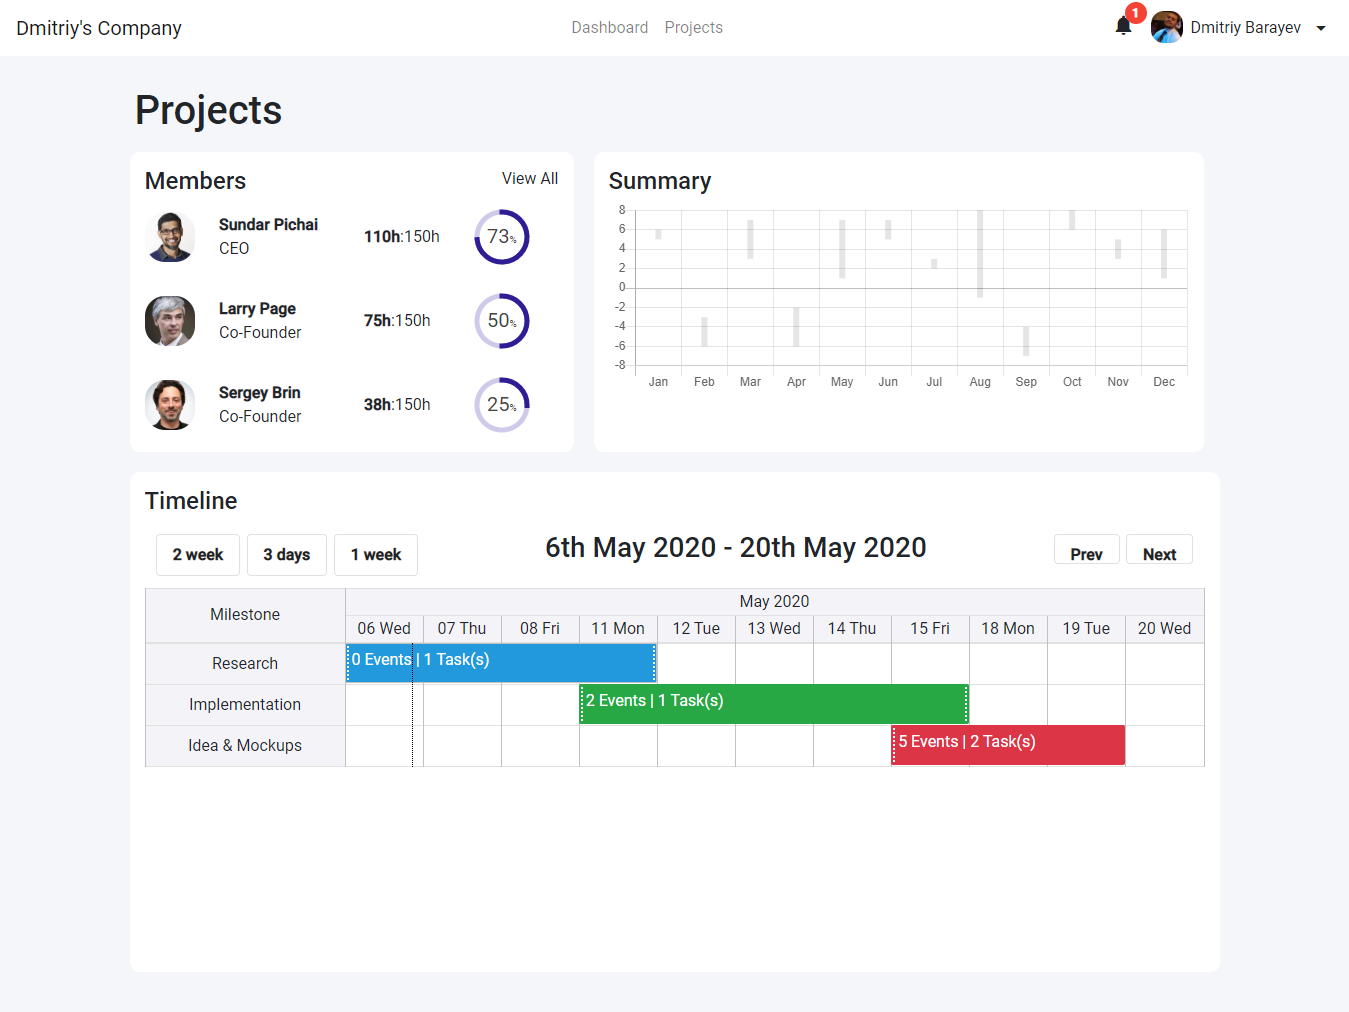 Dmitriy's Company
Dashboard Projects
1
Dmitriy Barayev
Projects
Members
View All
Sundar Pichai
CEO
110h:150h
73%
Larry Page
Co-Founder
75h:150h
50%
Sergey Brin
Co-Founder
38h:150h
25%
Summary
8
6
4
2
0
-2
-4
-6
-8
Jan Feb Mar Apr May Jun Jul Aug Sep Oct Nov Dec
Timeline
2 week 3 days 1 week
6th May 2020 - 20th May 2020
Prev Next
Milestone
May 2020
06 Wed 07 Thu 08 Fri 11 Mon 12 Tue 13 Wed 14 Thu 15 Fri 18 Mon 19 Tue 20 Wed
Research
0 Events | 1 Task(s)
Implementation
2 Events | 1 Task(s)
Idea & Mockups
5 Events | 2 Task(s)